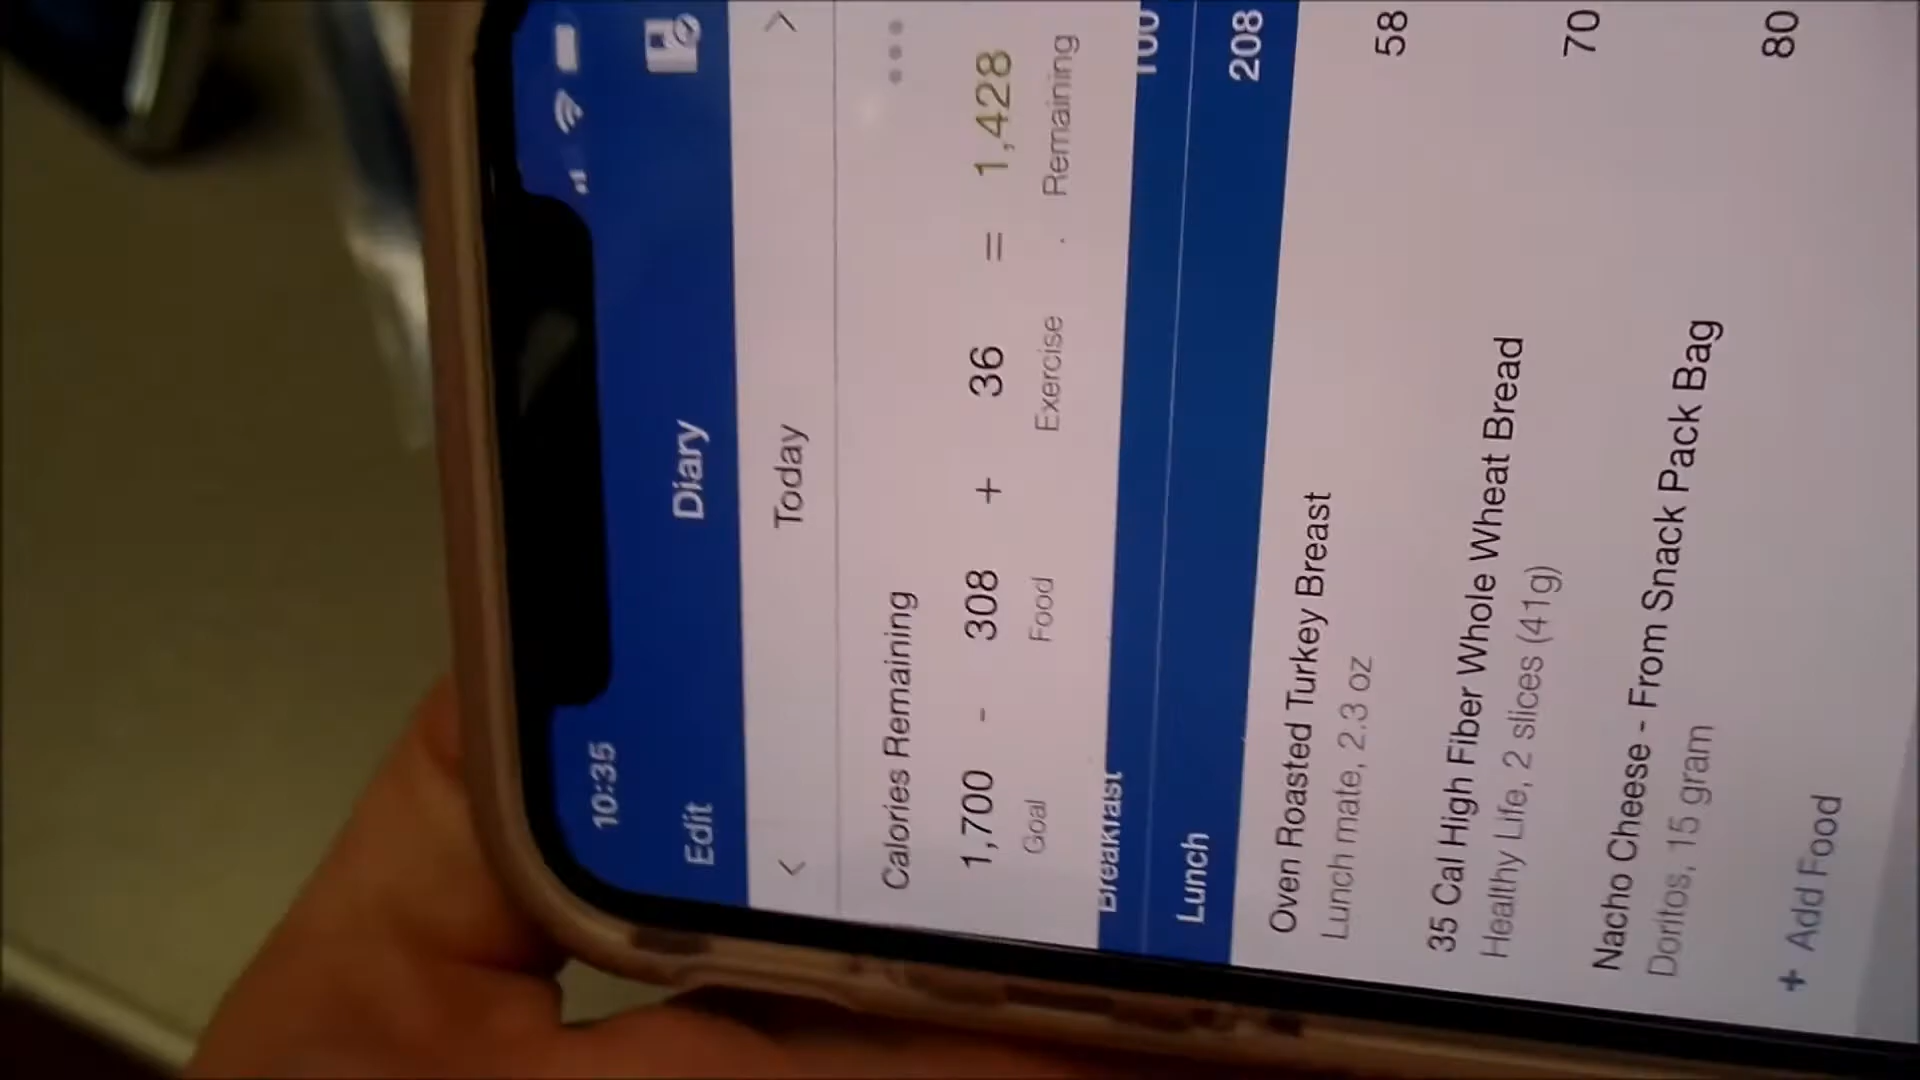 10:35
Edit Diary
< Today >
Calories Remaining
1,700 - 308 + 36 = 1,428
Goal Food Exercise Remaining
Breakfast 100
Lunch 208
Oven Roasted Turkey Breast 58
Lunch mate, 2.3 oz
35 Cal High Fiber Whole Wheat Bread 70
Healthy Life, 2 slices (41g)
Nacho Cheese - From Snack Pack Bag 80
Doritos, 15 gram
+ Add Food